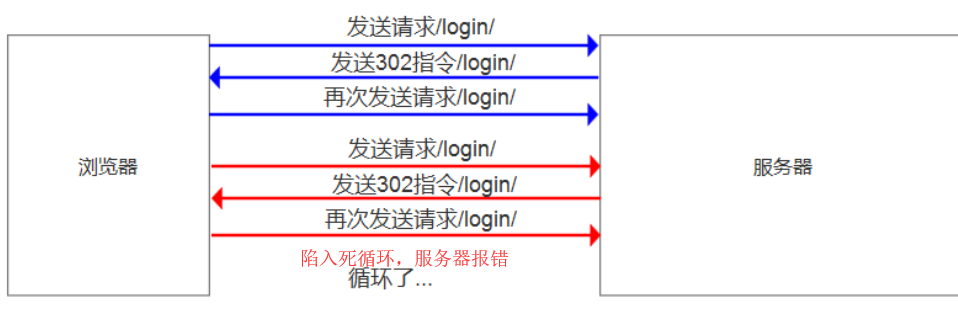 发送请求/login/
发送302指令/login/
再次发送请求/login/
发送请求/login/
浏览器
服务器
发送302指令/login/
再次发送请求/login/
陷入死循环，服务器报错
循环了...